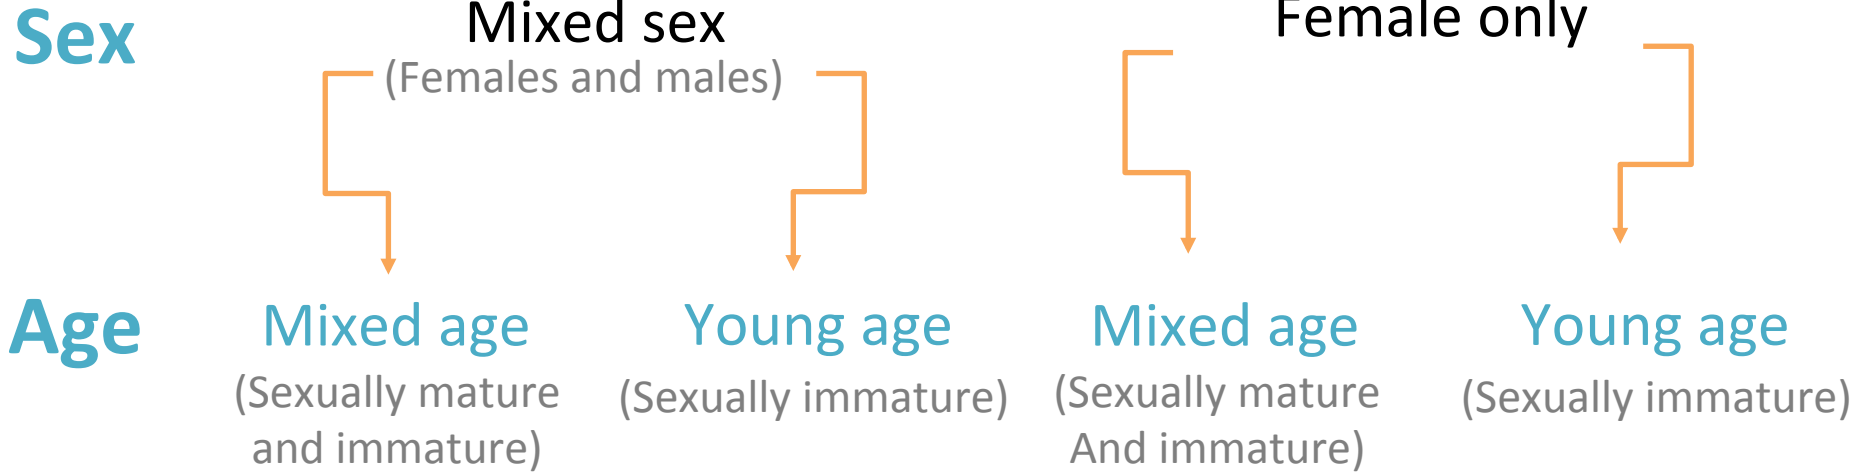 Sex
Mixed sex
Female only
(Females and males)
Age
Mixed age
Young age
Mixed age
Young age
(Sexually mature
and immature)
(Sexually immature)
(Sexually mature
And immature)
(Sexually immature)